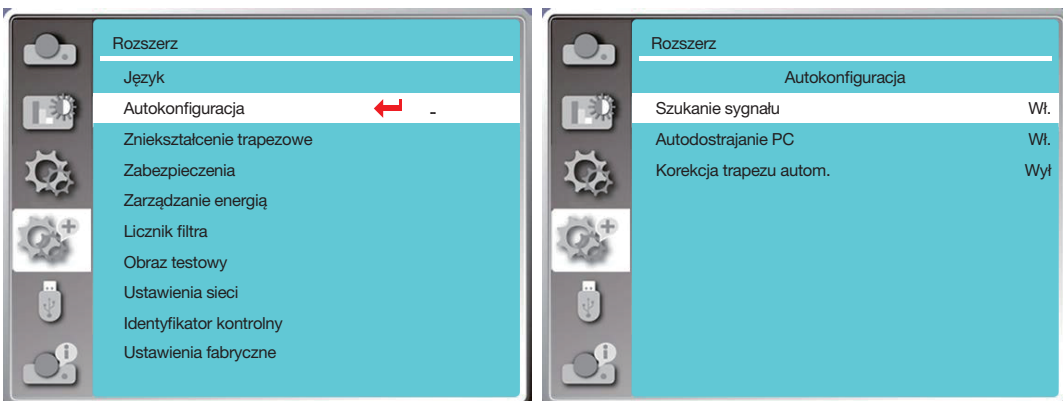 Rozszerz
Język
Autokonfiguracja -
Zniekształcenie trapezowe
Zabezpieczenia
Zarządzanie energią
Licznik filtra
Obraz testowy
Ustawienia sieci
Identyfikator kontrolny
Ustawienia fabryczne
Rozszerz
Autokonfiguracja
Szukanie sygnału Wł.
Autodostrajanie PC Wł.
Korekcja trapezu autom. Wył